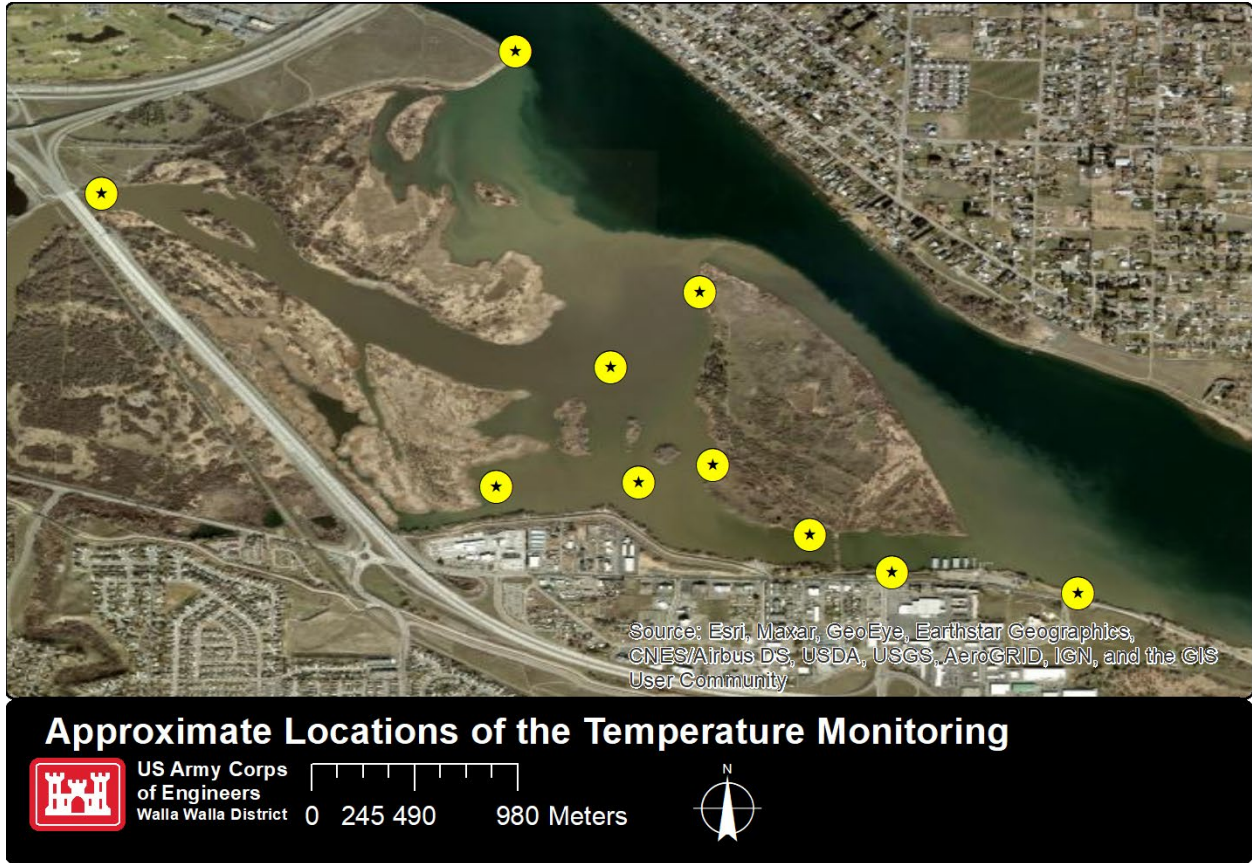 Source: Esri, Maxar, GeoEye, Earthstar Geographics,
CNES/Airbus DS, USDA, USGS, AeroGRID, IGN, and the GIS
User Community
Approximate Locations of the Temperature Monitoring
US Army Corps
of Engineers
Walla Walla District
0 245 490 980 Meters
N